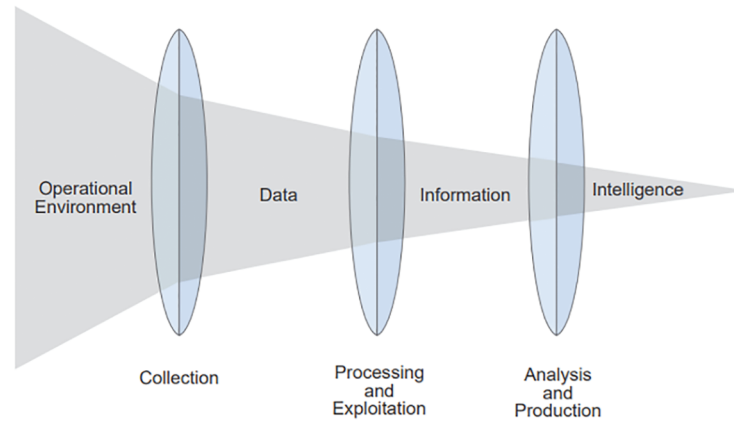 Operational
Environment
Data
Information
Intelligence
Collection
Processing
and
Exploitation
Analysis
and
Production